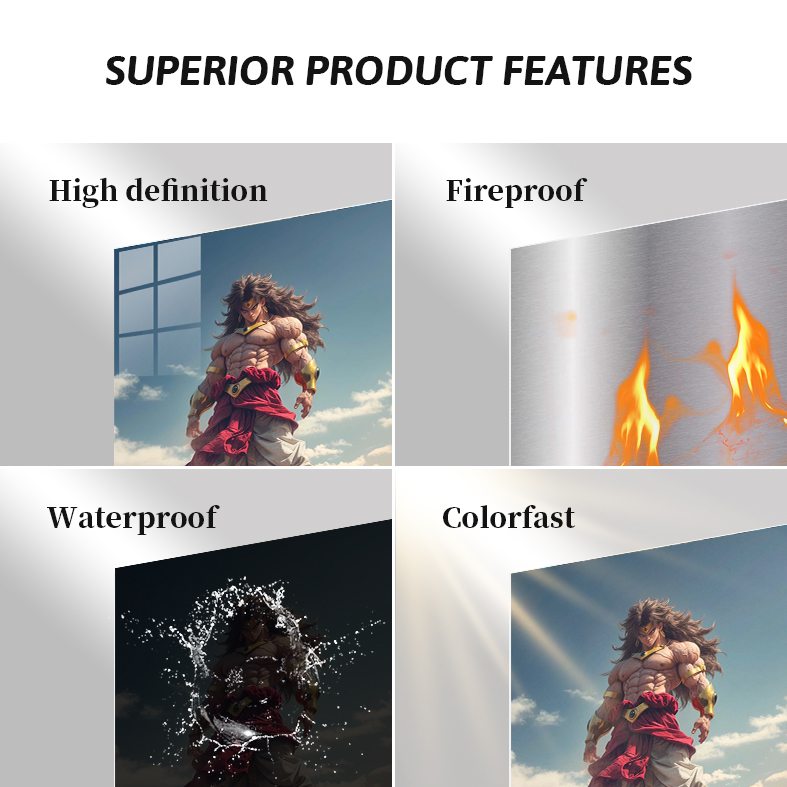 SUPERIOR PRODUCT FEATURES
High definition
Fireproof
Waterproof
Colorfast